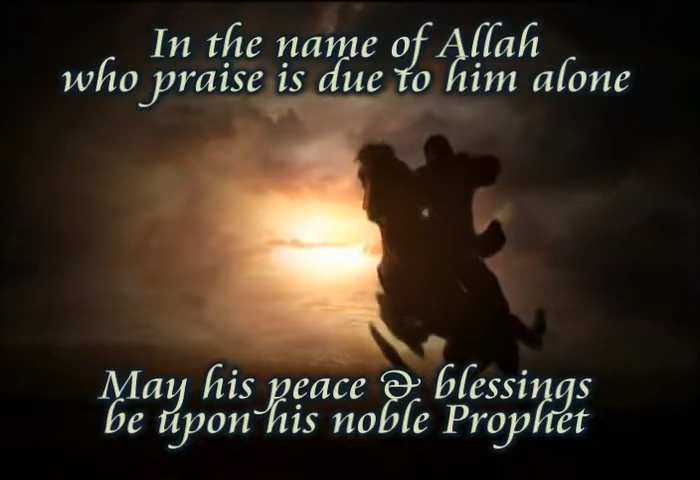 In the name of Allah
who praise is due to him alone
May his peace & blessings
be upon his noble Prophet